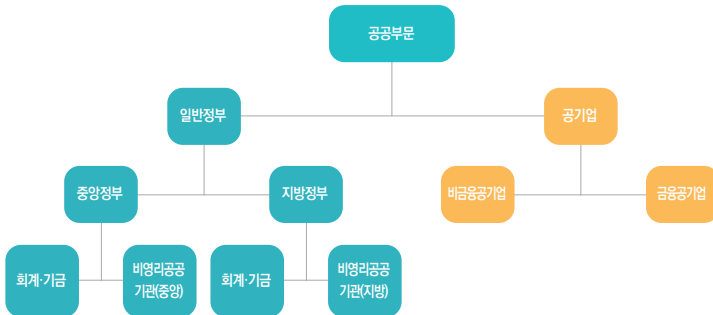 공공부문
일반정부
공기업
중앙정부
지방정부
비금융공기업
금융공기업
회계·기금
비영리공공
기관(중앙)
회계·기금
비영리공공
기관(지방)